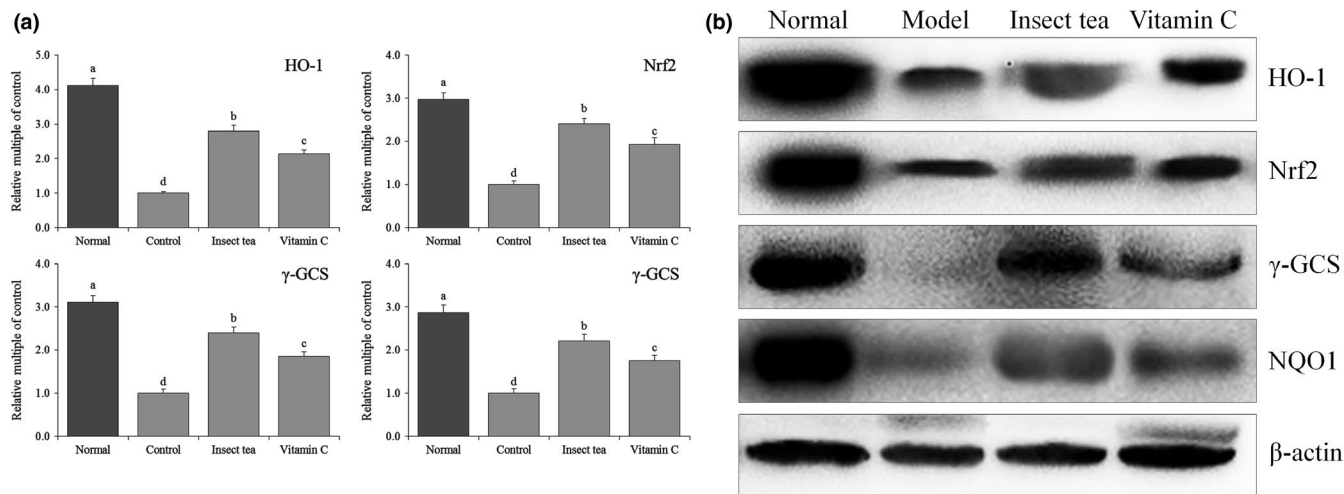 (a)
HO-1
Relative multiple of control
5.0
4.0
3.0
2.0
1.0
0.0
a
d
b
c
Normal Control Insect tea Vitamin C
Nrf2
Relative multiple of control
4.0
3.0
2.0
1.0
0.0
a
d
b
c
Normal Control Insect tea Vitamin C
γ-GCS
Relative multiple of control
4.0
3.0
2.0
1.0
0.0
a
d
b
c
Normal Control Insect tea Vitamin C
γ-GCS
Relative multiple of control
4.0
3.0
2.0
1.0
0.0
a
d
b
c
Normal Control Insect tea Vitamin C
(b)
Normal Model Insect tea Vitamin C
HO-1
Nrf2
γ-GCS
NQO1
β-actin